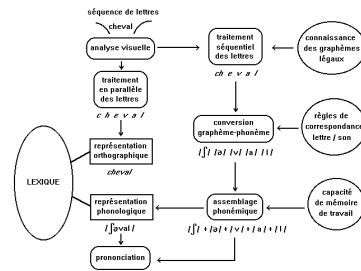 séquence de lettres
cheval
analyse visuelle
traitement
séquentiel
des lettres
c h e v a l
connaissance
des graphèmes
légaux
traitement
en parallèle
des lettres
c h e v a l
conversion
graphème-phonème
/ʃ/ /ə/ /v/ /a/ /l/
règles de
correspondance
lettre / son
LEXIQUE
représentation
orthographique
cheval
représentation
phonologique
/ʃəval/
assemblage
phonémique
/ʃ/ + /ə/ + /v/ + /a/ + /l/
capacité
de mémoire
de travail
prononciation